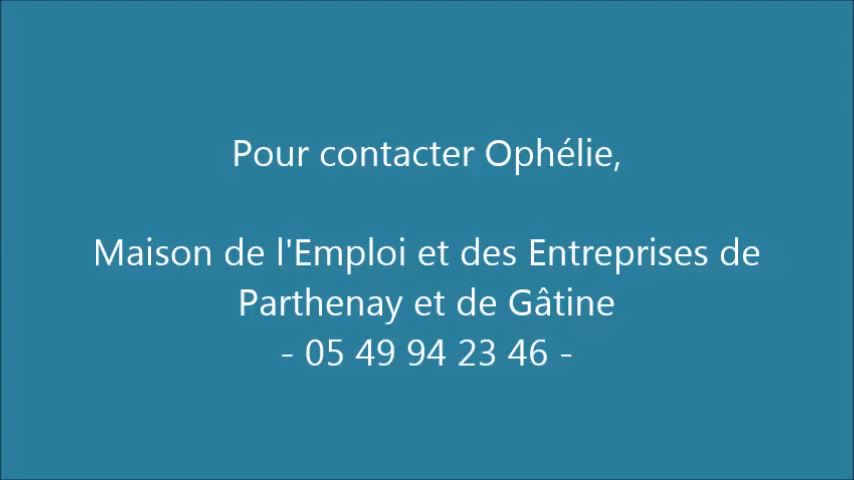 Pour contacter Ophélie,
Maison de l'Emploi et des Entreprises de
Parthenay et de Gâtine
- 05 49 94 23 46 -